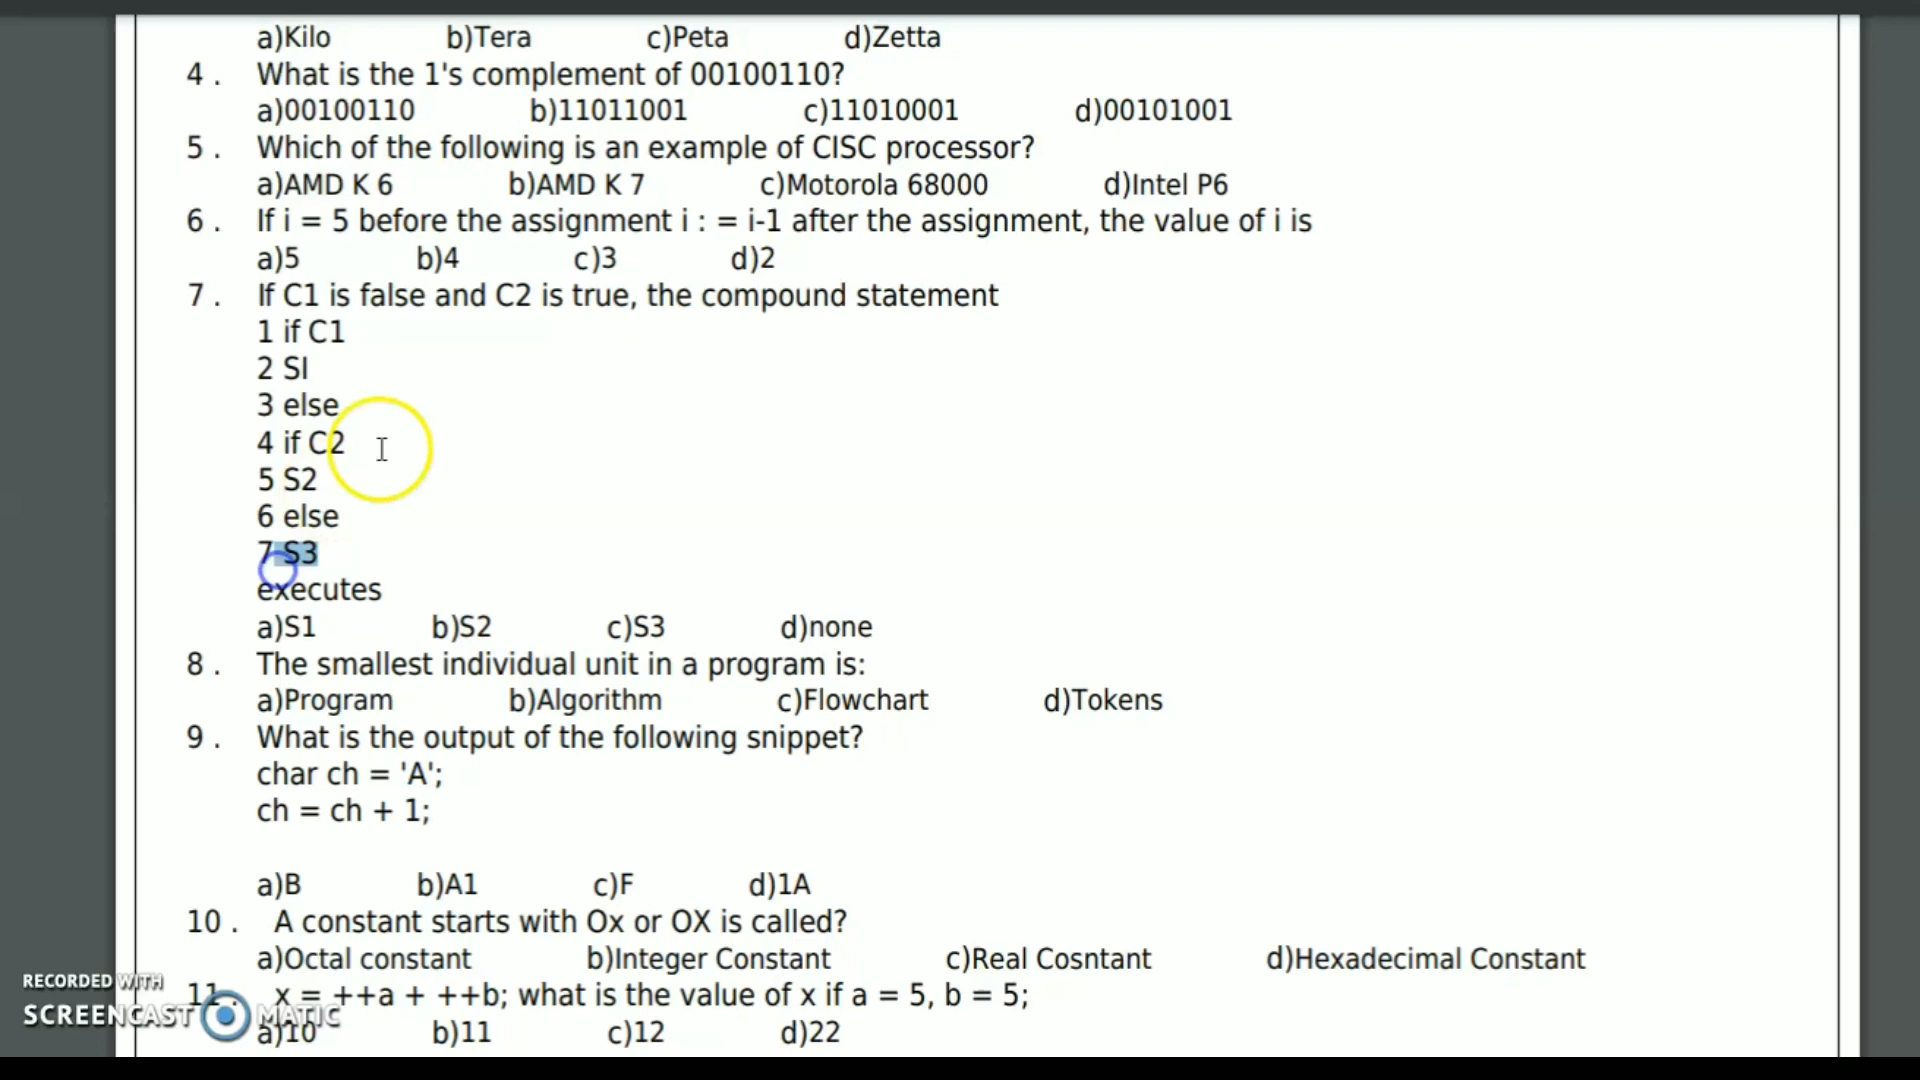 a)Kilo b)Tera c)Peta d)Zetta
4 . What is the 1's complement of 00100110?
a)00100110 b)11011001 c)11010001 d)00101001
5 . Which of the following is an example of CISC processor?
a)AMD K 6 b)AMD K 7 c)Motorola 68000 d)Intel P6
6 . If i = 5 before the assignment i : = i-1 after the assignment, the value of i is
a)5 b)4 c)3 d)2
7 . If C1 is false and C2 is true, the compound statement
1 if C1
2 SI
3 else
4 if C2
5 S2
6 else
7 S3
executes
a)S1 b)S2 c)S3 d)none
8 . The smallest individual unit in a program is:
a)Program b)Algorithm c)Flowchart d)Tokens
9 . What is the output of the following snippet?
char ch = 'A';
ch = ch + 1;
a)B b)A1 c)F d)1A
10 . A constant starts with Ox or OX is called?
a)Octal constant b)Integer Constant c)Real Cosntant d)Hexadecimal Constant
11 . x = ++a + ++b; what is the value of x if a = 5, b = 5;
a)10 b)11 c)12 d)22
RECORDED WITH
SCREENCAST MATIC